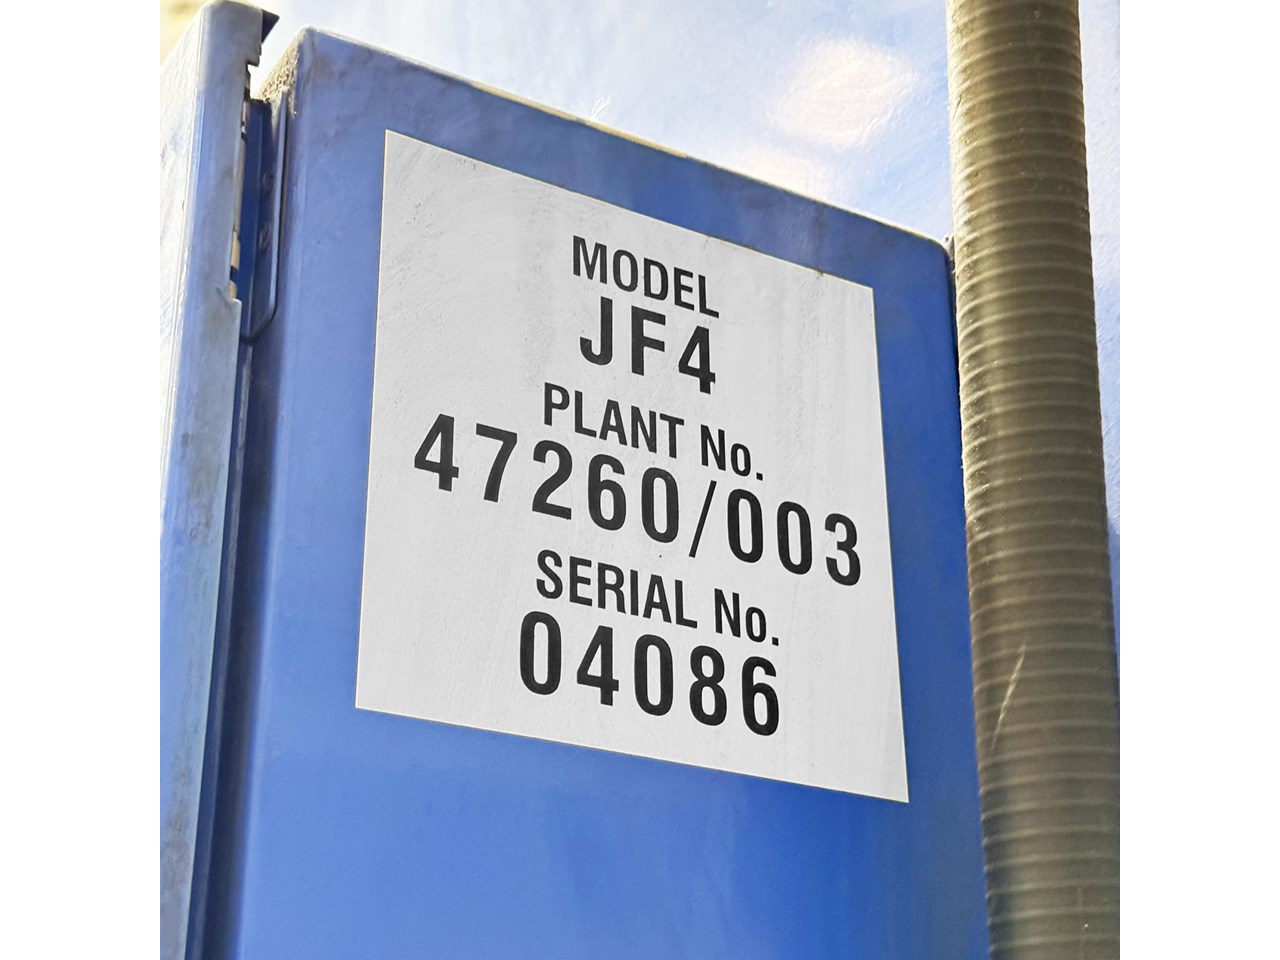 MODEL
JF4
PLANT No.
47260/003
SERIAL No.
04086